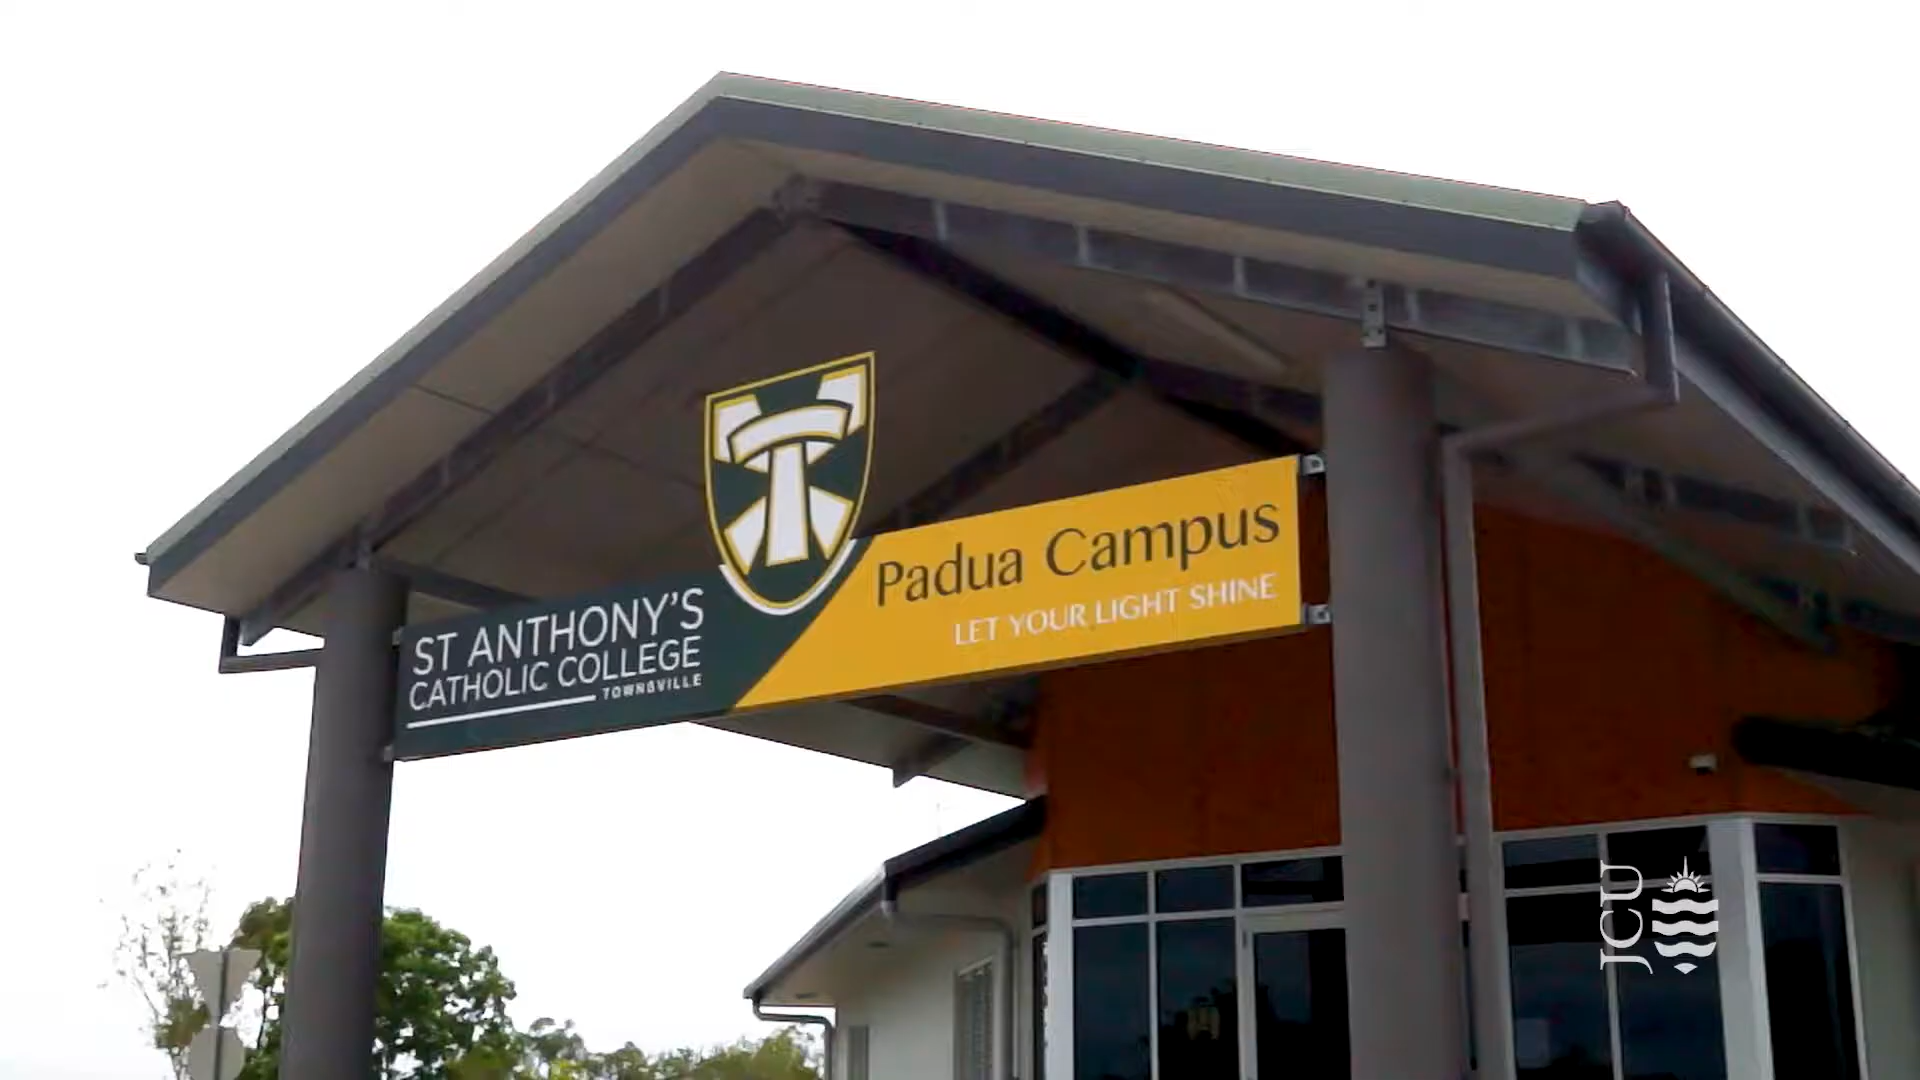 ST ANTHONY'S
CATHOLIC COLLEGE
TOWNSVILLE
Padua Campus
LET YOUR LIGHT SHINE
JCU